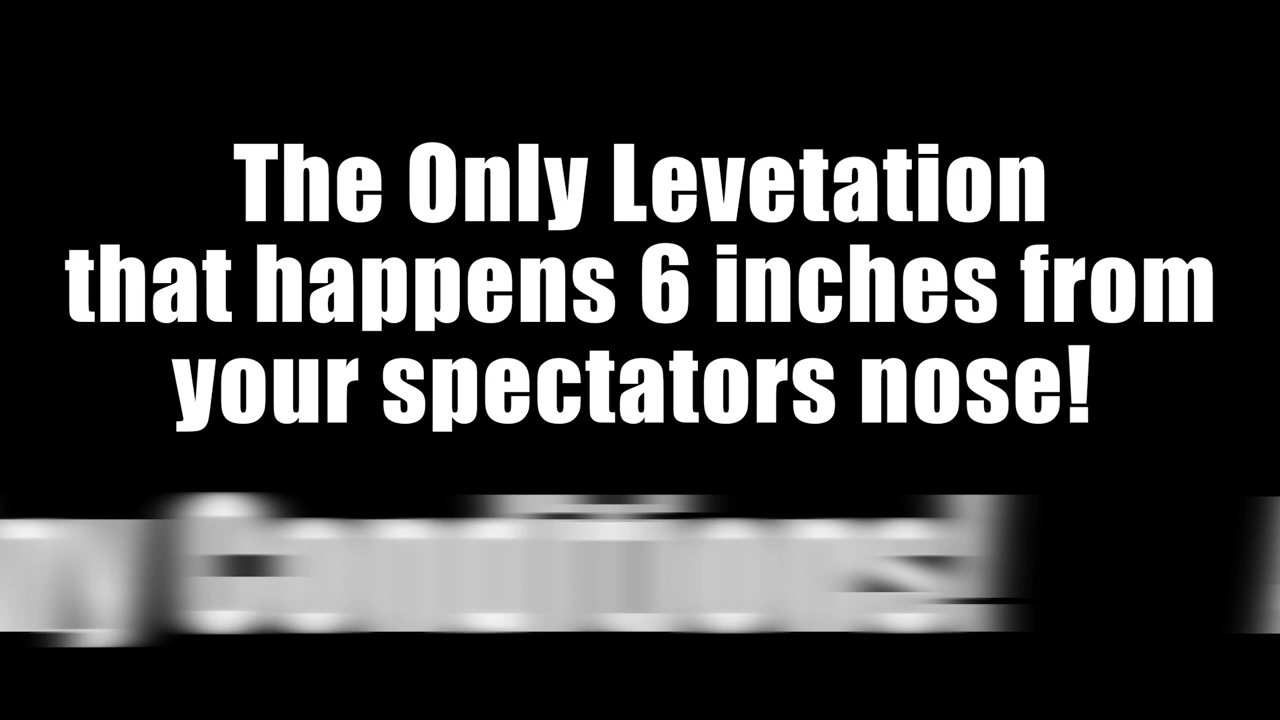 The Only Levetation
that happens 6 inches from
your spectators nose!